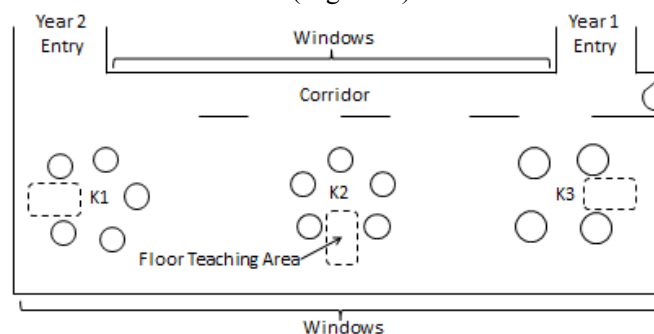 Year 2
Entry
Windows
Year 1
Entry
Corridor
K1
K2
K3
Floor Teaching Area
Windows